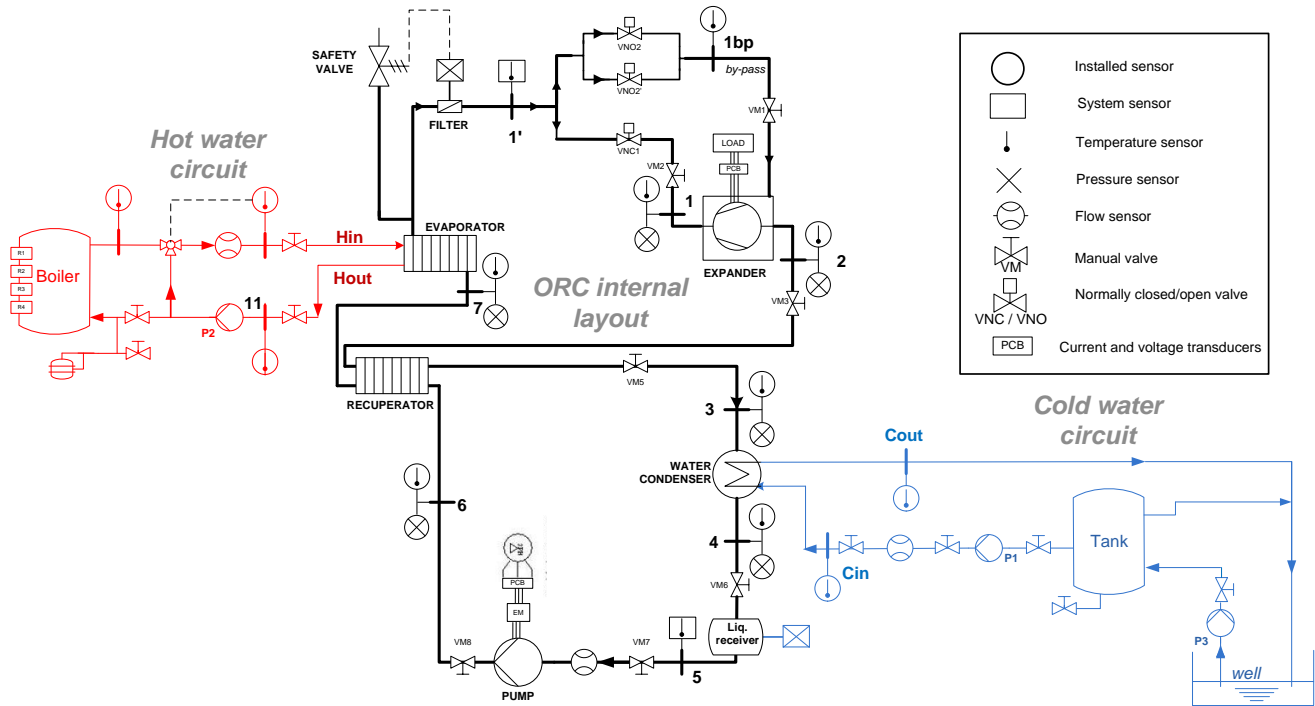 SAFETY
VALVE
FILTER
1'
VNO2
VNO2'
1bp
by-pass
VM1
VNC1
VM2
LOAD
PCB
1
EXPANDER
2
VM3
Hot water
circuit
Boiler
R1
R2
R3
R4
Hin
Hout
11
P2
EVAPORATOR
7
ORC internal
layout
RECUPERATOR
VM5
3
WATER
CONDENSER
4
VM6
Liq.
receiver
5
VM7
PUMP
VM8
EM
PCB
6
Cold water
circuit
Cout
Cin
P1
Tank
P3
well
Installed sensor
System sensor
Temperature sensor
Pressure sensor
Flow sensor
VM
Manual valve
VNC / VNO
Normally closed/open valve
PCB
Current and voltage transducers